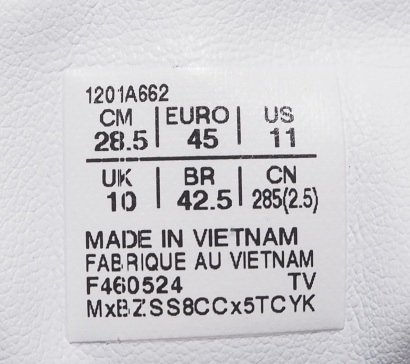 1201A662
CM | EURO | US
28.5 | 45 | 11
UK | BR | CN
10 | 42.5 | 285(2.5)
MADE IN VIETNAM
FABRIQUE AU VIETNAM
F460524 TV
MxBZSS8CCx5TCYK